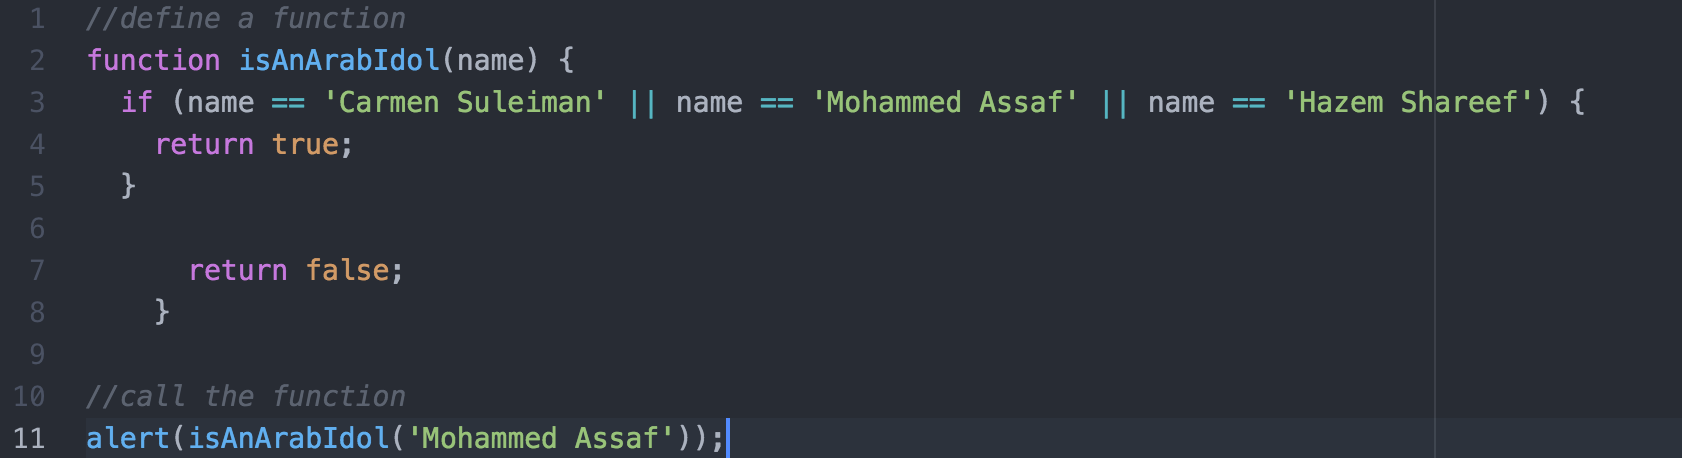 1 //define a function
2 function isAnArabIdol(name) {
3 if (name == 'Carmen Suleiman' || name == 'Mohammed Assaf' || name == 'Hazem Shareef') {
4 return true;
5 }
6
7 return false;
8 }
9
10 //call the function
11 alert(isAnArabIdol('Mohammed Assaf'));